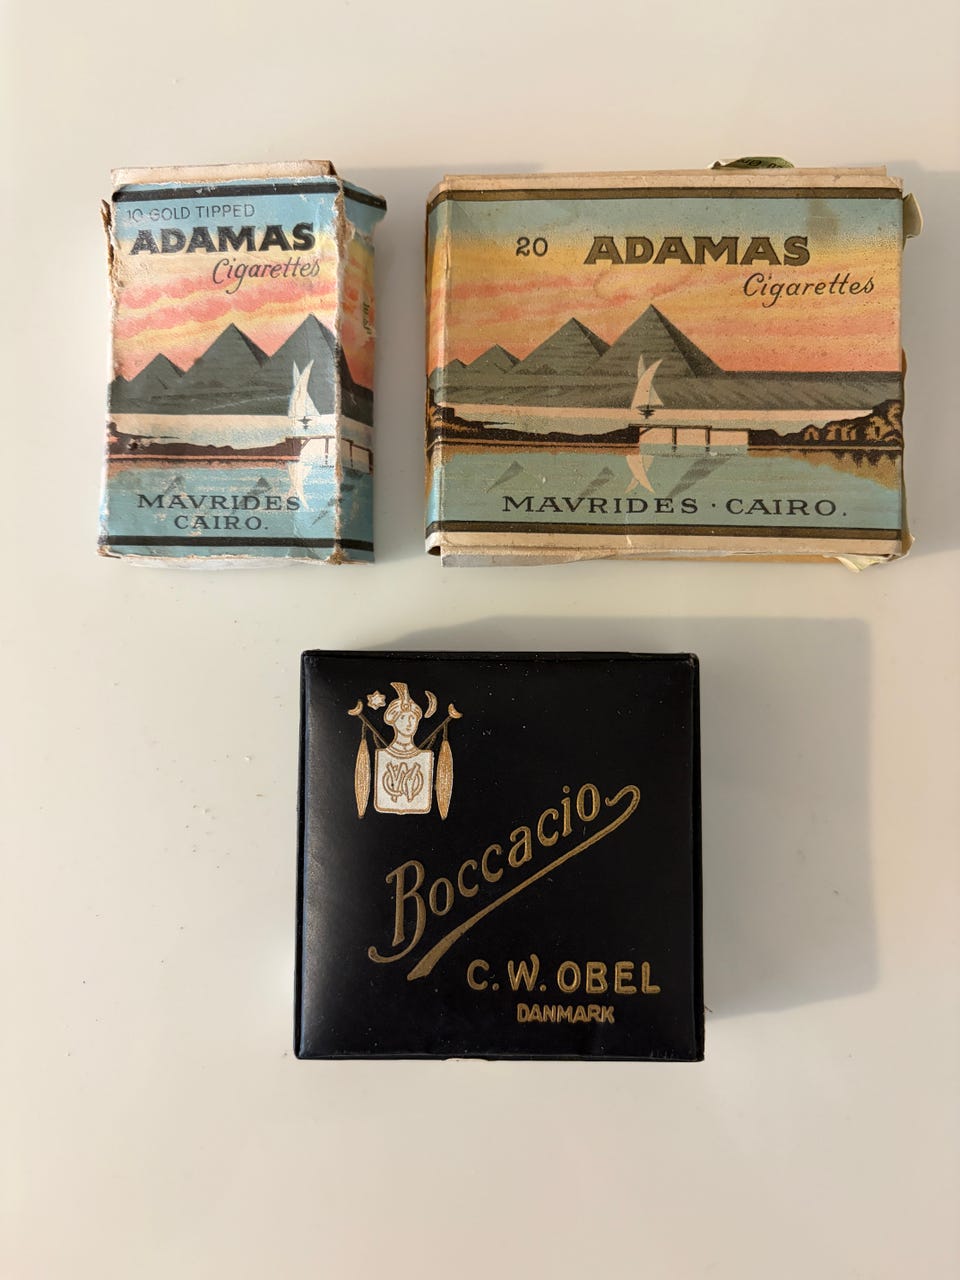 10 GOLD TIPPED
ADAMAS
Cigarettes
MAVRIDES
CAIRO.
20 ADAMAS
Cigarettes
MAVRIDES · CAIRO.
Boccacio
C. W. OBEL
DANMARK